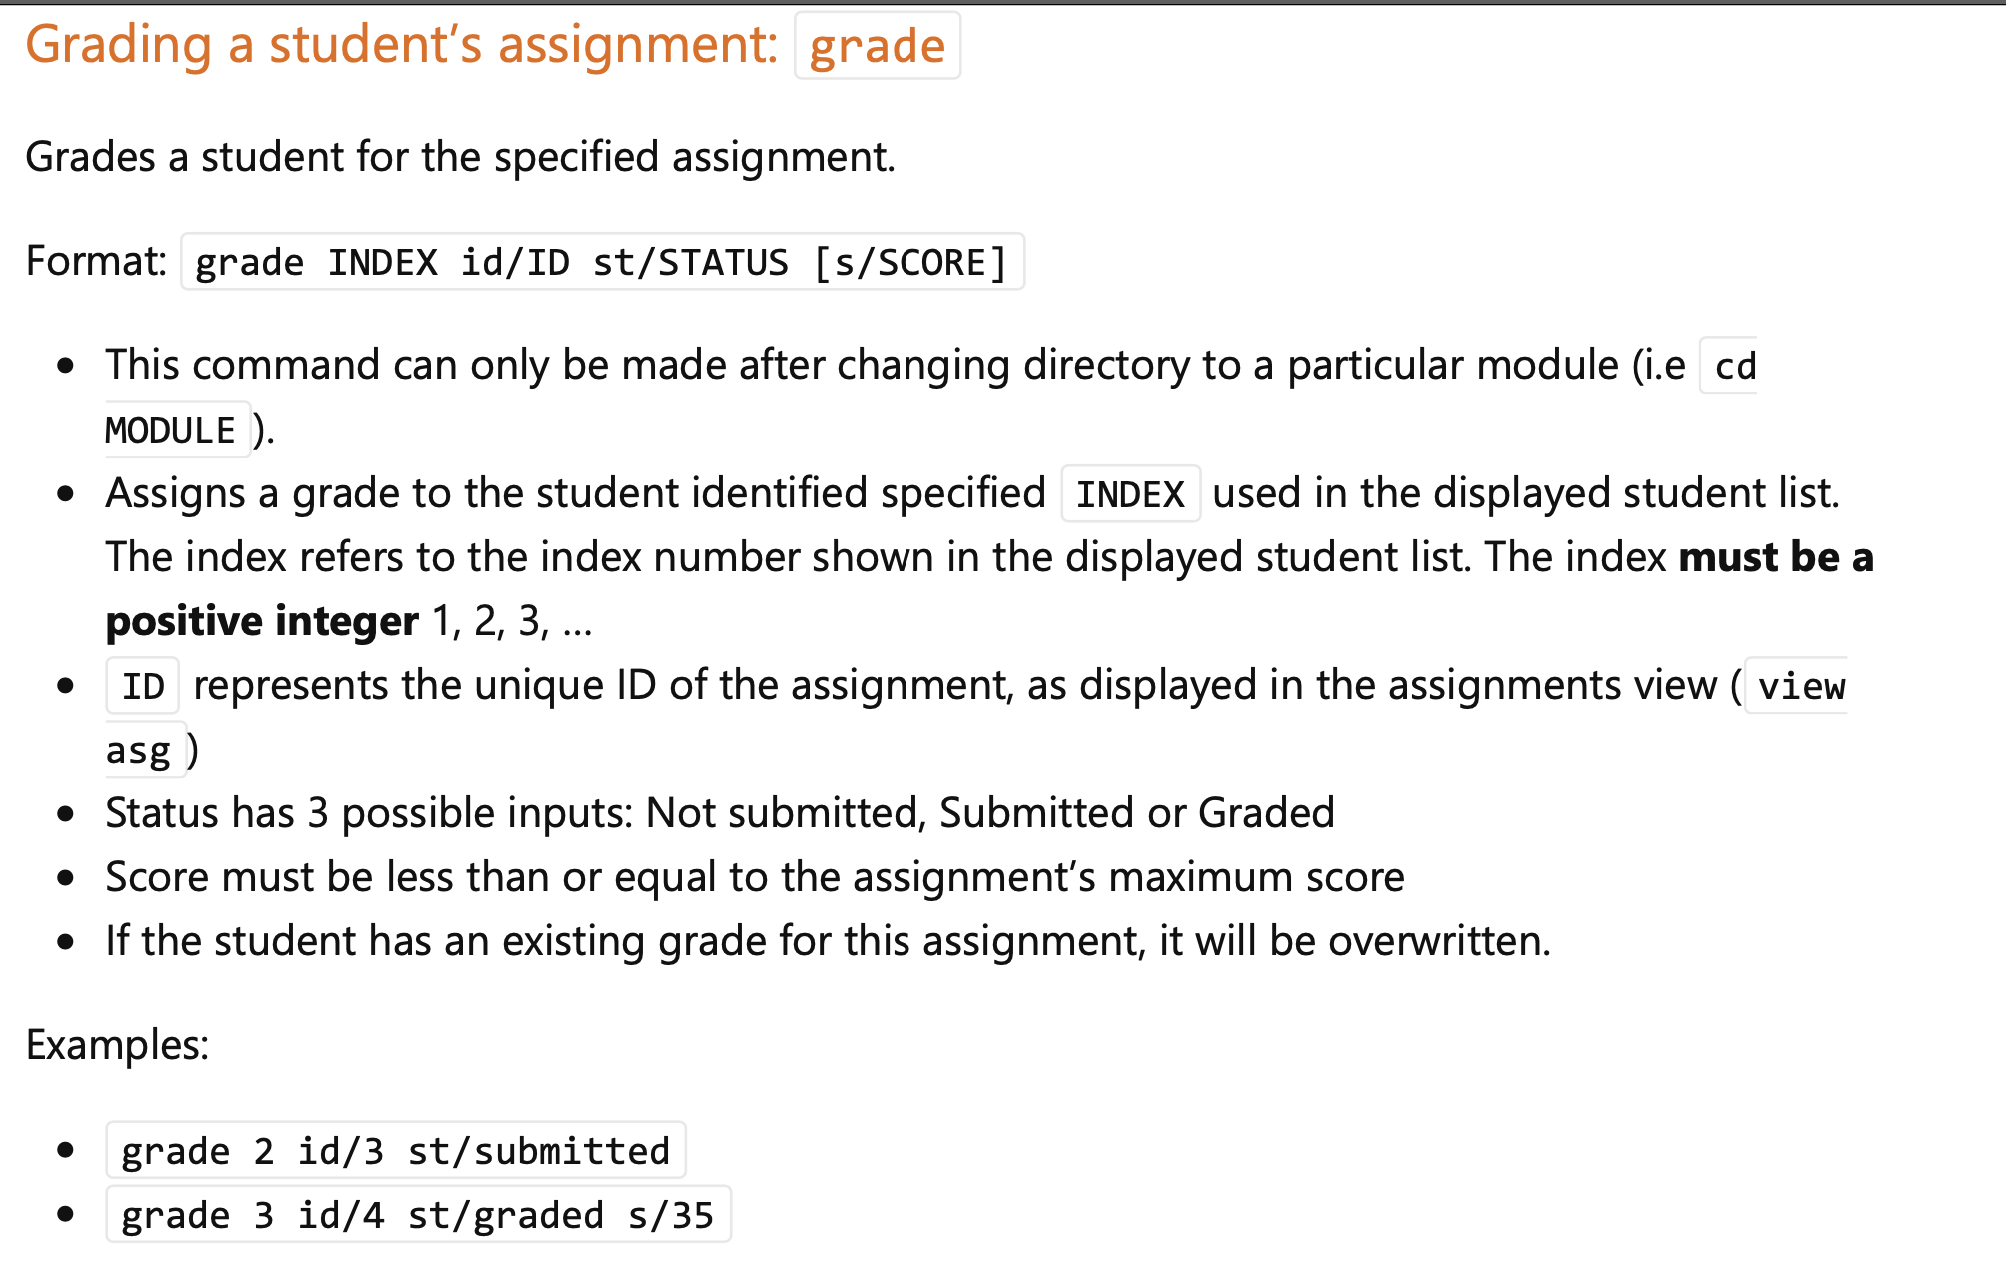 Grading a student’s assignment: grade
Grades a student for the specified assignment.
Format: grade INDEX id/ID st/STATUS [s/SCORE]
• This command can only be made after changing directory to a particular module (i.e cd
MODULE ).
• Assigns a grade to the student identified specified INDEX used in the displayed student list.
The index refers to the index number shown in the displayed student list. The index must be a
positive integer 1, 2, 3, …
• ID represents the unique ID of the assignment, as displayed in the assignments view ( view
asg )
• Status has 3 possible inputs: Not submitted, Submitted or Graded
• Score must be less than or equal to the assignment’s maximum score
• If the student has an existing grade for this assignment, it will be overwritten.
Examples:
• grade 2 id/3 st/submitted
• grade 3 id/4 st/graded s/35